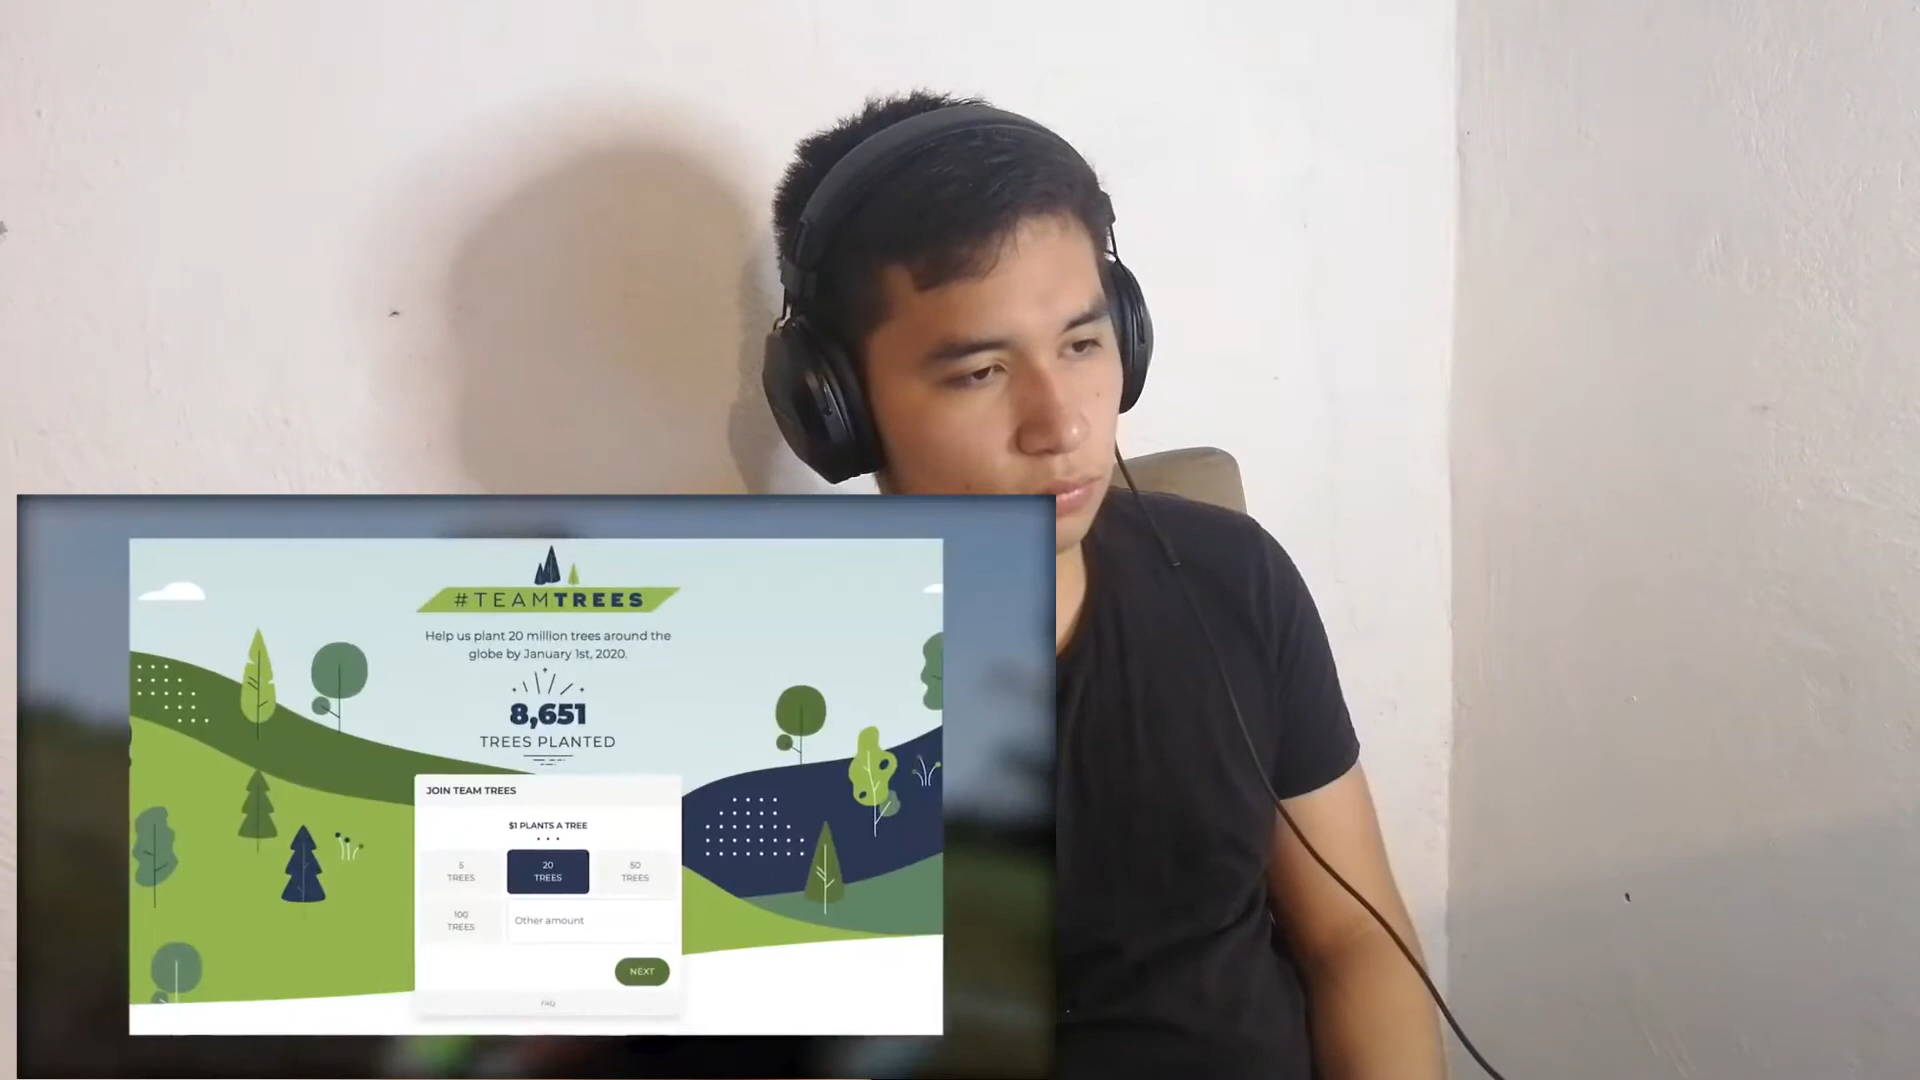 #TEAMTREES
Help us plant 20 million trees around the
globe by January 1st, 2020.
8,651
TREES PLANTED
JOIN TEAM TREES
$1 PLANTS A TREE
5
TREES
20
TREES
50
TREES
100
TREES
Other amount
NEXT
FAQ